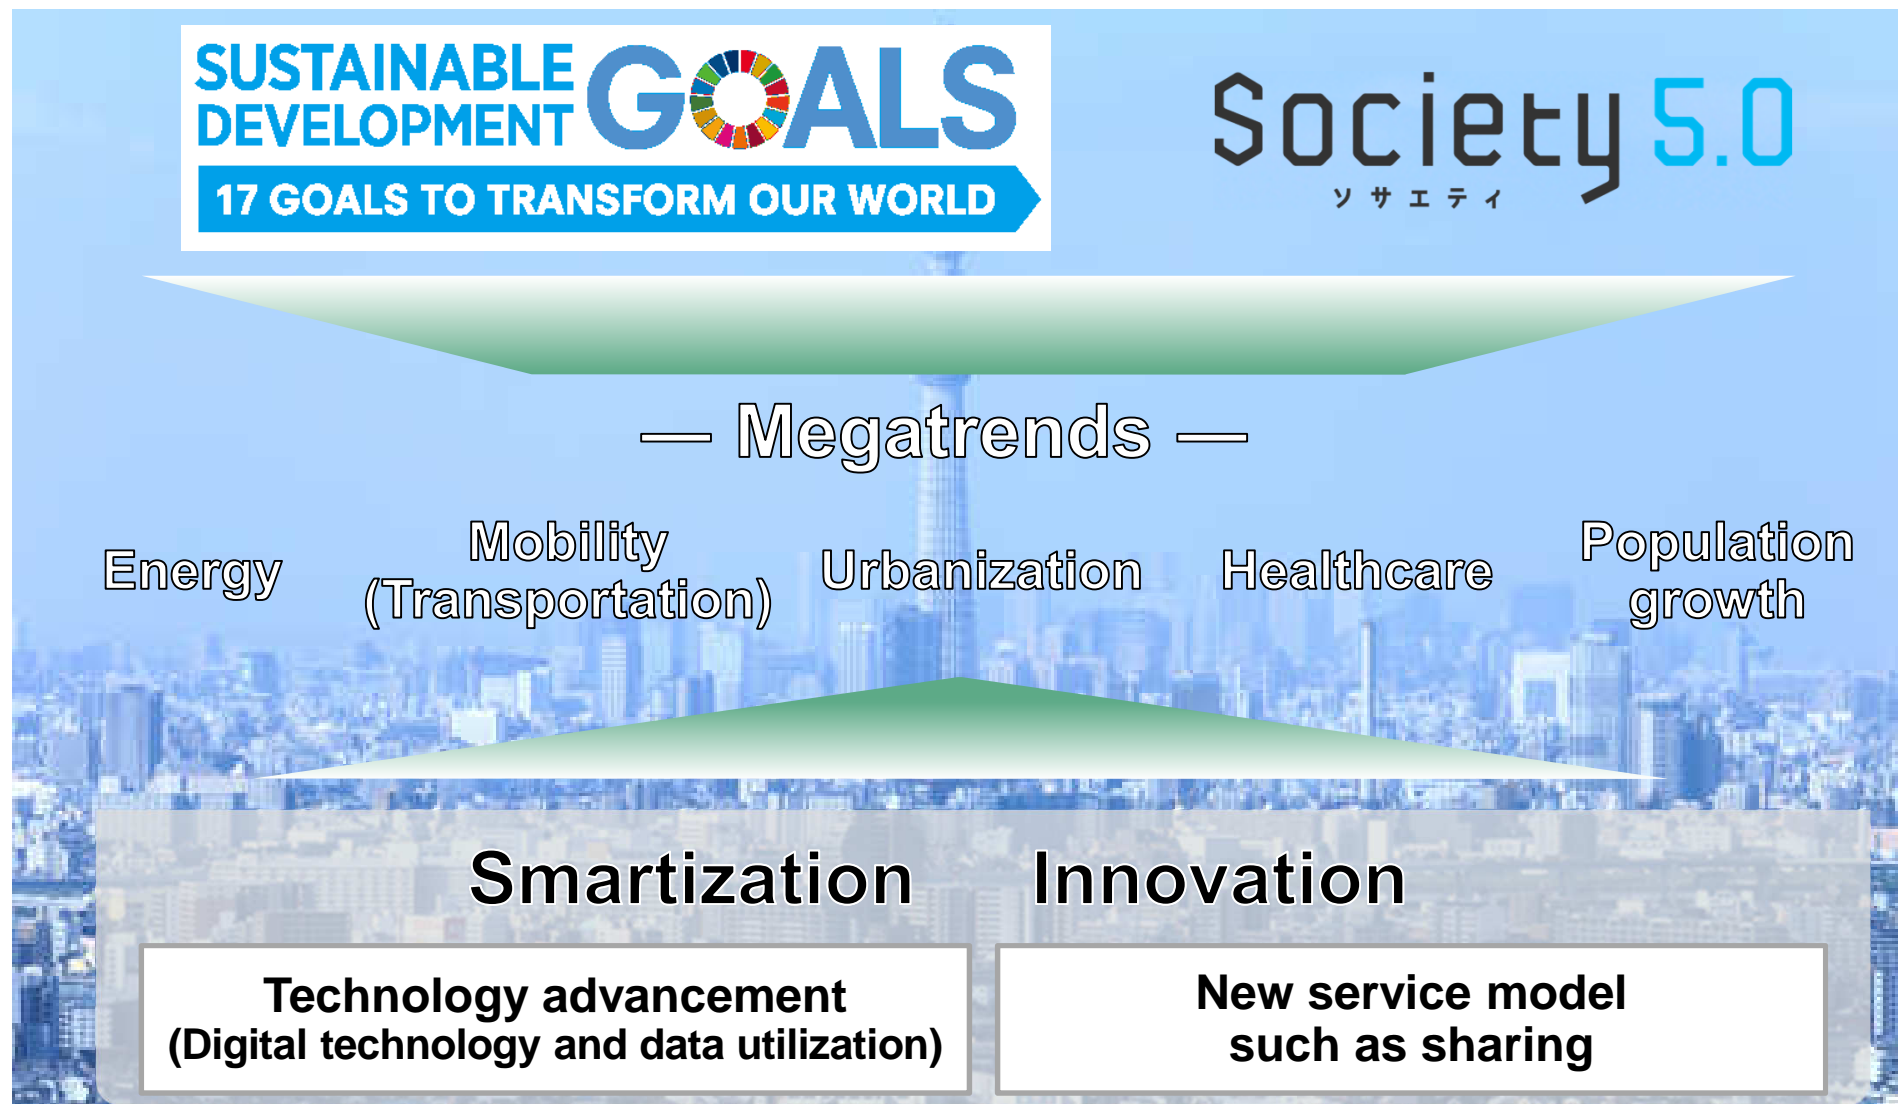 SUSTAINABLE
DEVELOPMENT GOALS
17 GOALS TO TRANSFORM OUR WORLD
Society 5.0
ソサエティ
― Megatrends ―
Energy
Mobility
(Transportation)
Urbanization
Healthcare
Population
growth
Smartization
Innovation
Technology advancement
(Digital technology and data utilization)
New service model
such as sharing